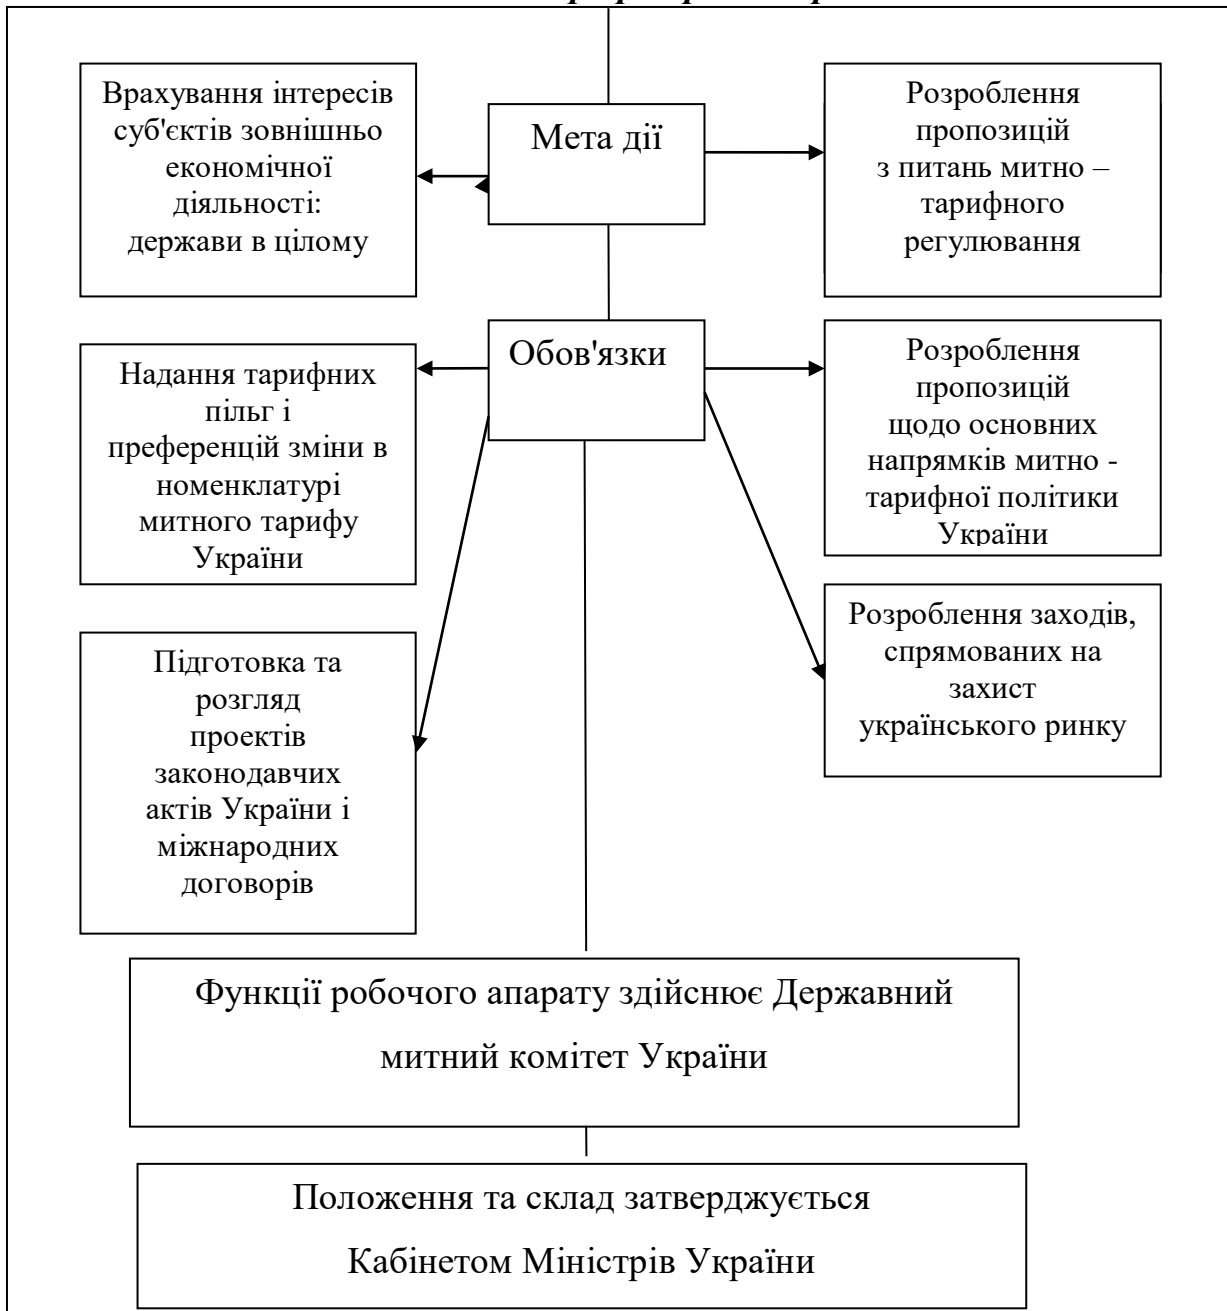 Врахування інтересів
суб'єктів зовнішньо
економічної
діяльності:
держави в цілому
Мета дії
Розроблення
пропозицій
з питань митно –
тарифного
регулювання
Надання тарифних
пільг і
преференцій зміни в
номенклатурі
митного тарифу
України
Обов'язки
Розроблення
пропозицій
щодо основних
напрямків митно -
тарифної політики
України
Підготовка та
розгляд
проектів
законодавчих
актів України і
міжнародних
договорів
Розроблення заходів,
спрямованих на
захист
українського ринку
Функції робочого апарату здійснює Державний
митний комітет України
Положення та склад затверджується
Кабінетом Міністрів України